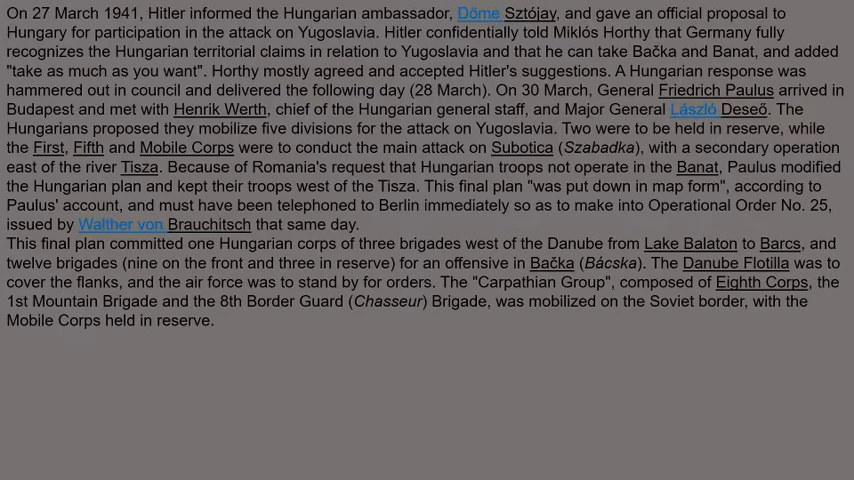 On 27 March 1941, Hitler informed the Hungarian ambassador, Döme Sztójay, and gave an official proposal to
Hungary for participation in the attack on Yugoslavia. Hitler confidentially told Miklós Horthy that Germany fully
recognizes the Hungarian territorial claims in relation to Yugoslavia and that he can take Bačka and Banat, and added
"take as much as you want". Horthy mostly agreed and accepted Hitler's suggestions. A Hungarian response was
hammered out in council and delivered the following day (28 March). On 30 March, General Friedrich Paulus arrived in
Budapest and met with Henrik Werth, chief of the Hungarian general staff, and Major General László Deseő. The
Hungarians proposed they mobilize five divisions for the attack on Yugoslavia. Two were to be held in reserve, while
the First, Fifth and Mobile Corps were to conduct the main attack on Subotica (Szabadka), with a secondary operation
east of the river Tisza. Because of Romania's request that Hungarian troops not operate in the Banat, Paulus modified
the Hungarian plan and kept their troops west of the Tisza. This final plan "was put down in map form", according to
Paulus' account, and must have been telephoned to Berlin immediately so as to make into Operational Order No. 25,
issued by Walther von Brauchitsch that same day.
This final plan committed one Hungarian corps of three brigades west of the Danube from Lake Balaton to Barcs, and
twelve brigades (nine on the front and three in reserve) for an offensive in Bačka (Bácska). The Danube Flotilla was to
cover the flanks, and the air force was to stand by for orders. The "Carpathian Group", composed of Eighth Corps, the
1st Mountain Brigade and the 8th Border Guard (Chasseur) Brigade, was mobilized on the Soviet border, with the
Mobile Corps held in reserve.